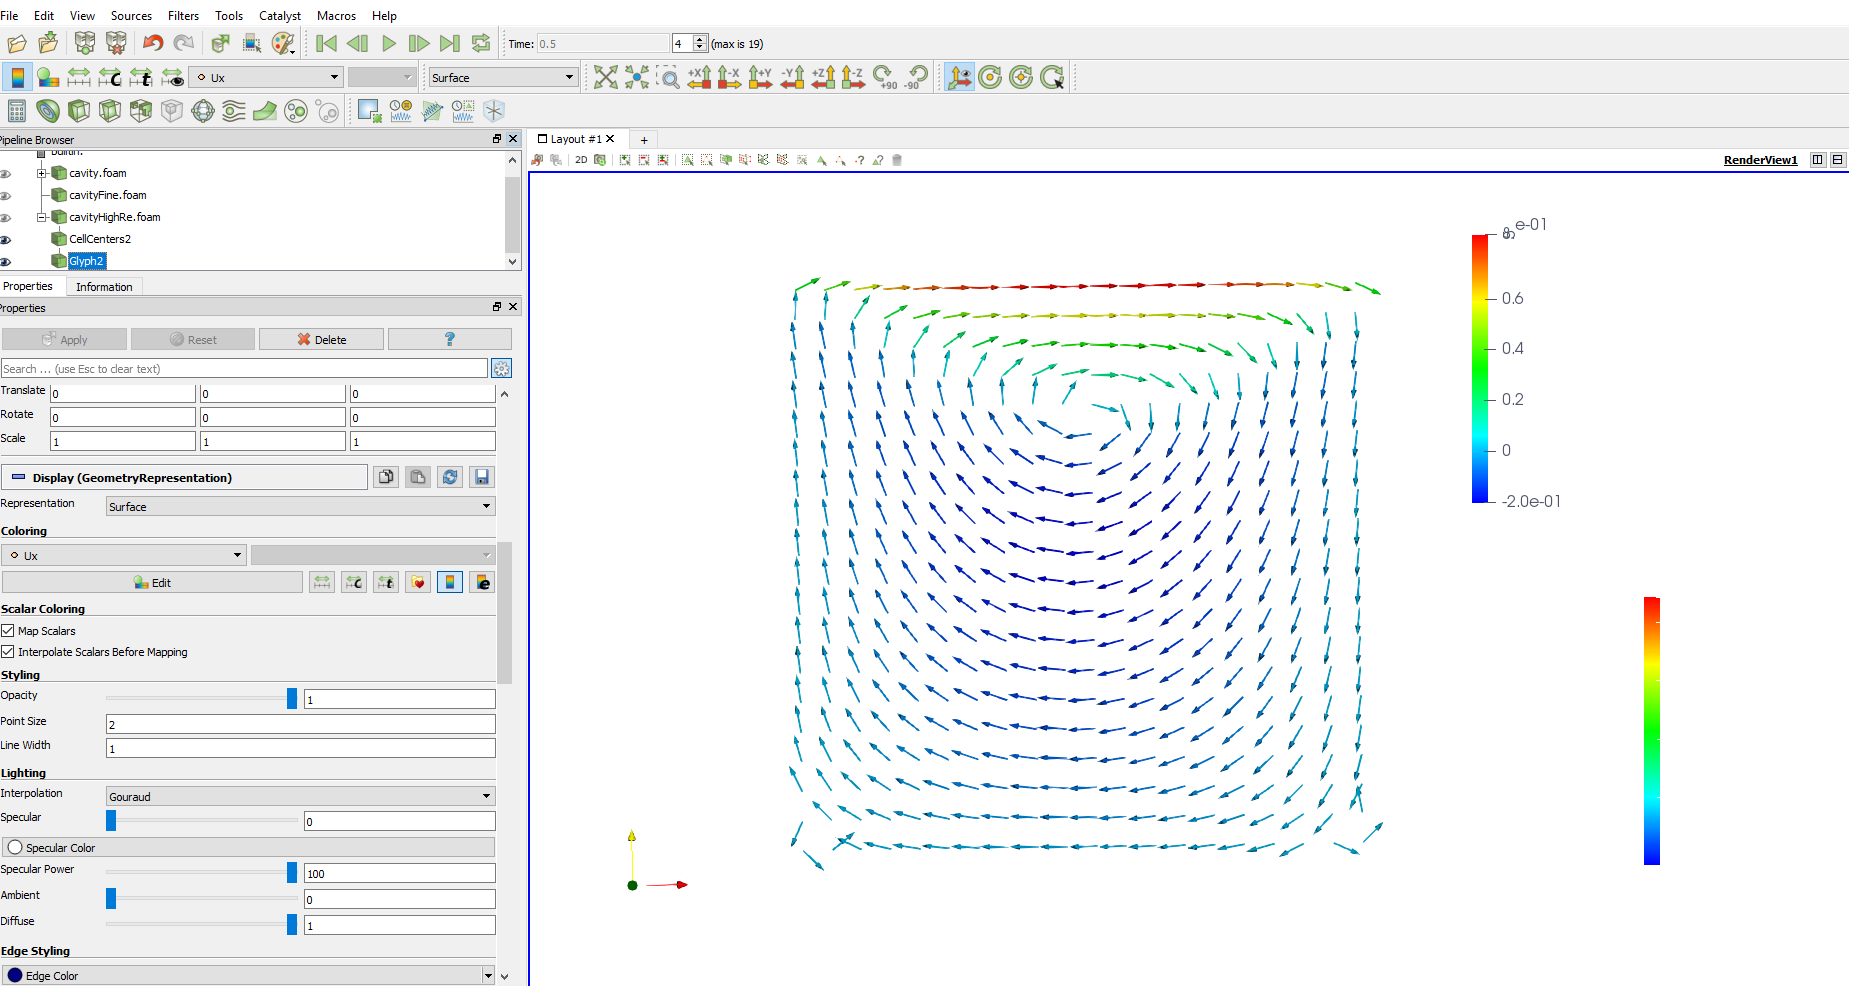 File Edit View Sources Filters Tools Catalyst Macros Help
Time: 0.5 4 (max is 19)
Ux Surface +X -X +Y -Y +Z -Z +90 -90
Pipeline Browser
builtin:
cavity.foam
cavityFine.foam
cavityHighRe.foam
CellCenters2
Glyph2
Properties Information
Properties
Apply Reset Delete ?
Search ... (use Esc to clear text)
Translate 0 0 0
Rotate 0 0 0
Scale 1 1 1
Display (GeometryRepresentation)
Representation Surface
Coloring
Ux
Edit
Scalar Coloring
Map Scalars
Interpolate Scalars Before Mapping
Styling
Opacity 1
Point Size 2
Line Width 1
Lighting
Interpolation Gouraud
Specular 0
Specular Color
Specular Power 100
Ambient 0
Diffuse 1
Edge Styling
Edge Color
Layout #1 +
2D
RenderView1
e-01
0.6
0.4
0.2
0
-2.0e-01